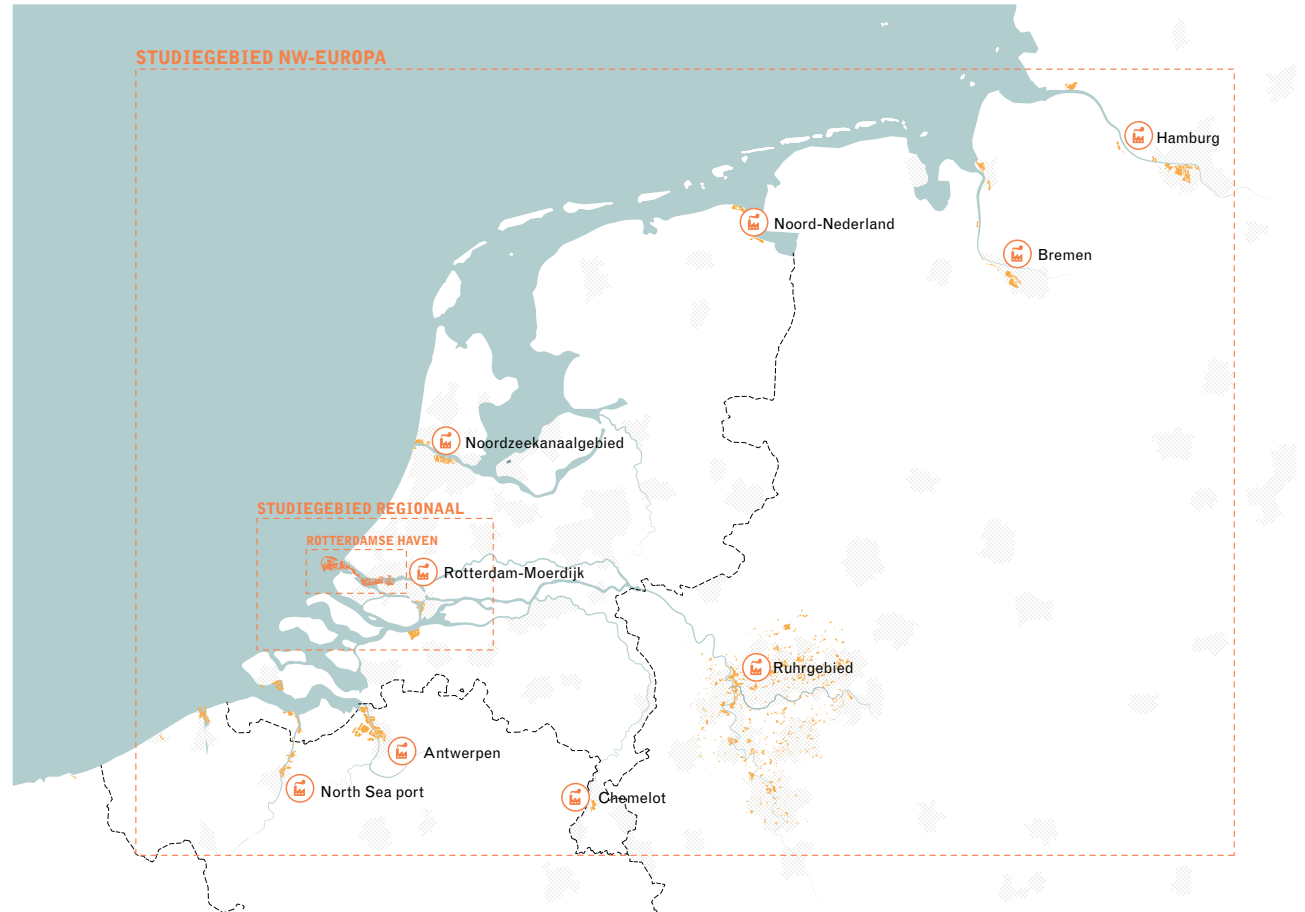 STUDIEGEBIED NW-EUROPA
Hamburg
Noord-Nederland
Bremen
Noordzeekanaalgebied
STUDIEGEBIED REGIONAAL
ROTTERDAMSE HAVEN
Rotterdam-Moerdijk
Ruhrgebied
Antwerpen
North Sea port
Chemelot